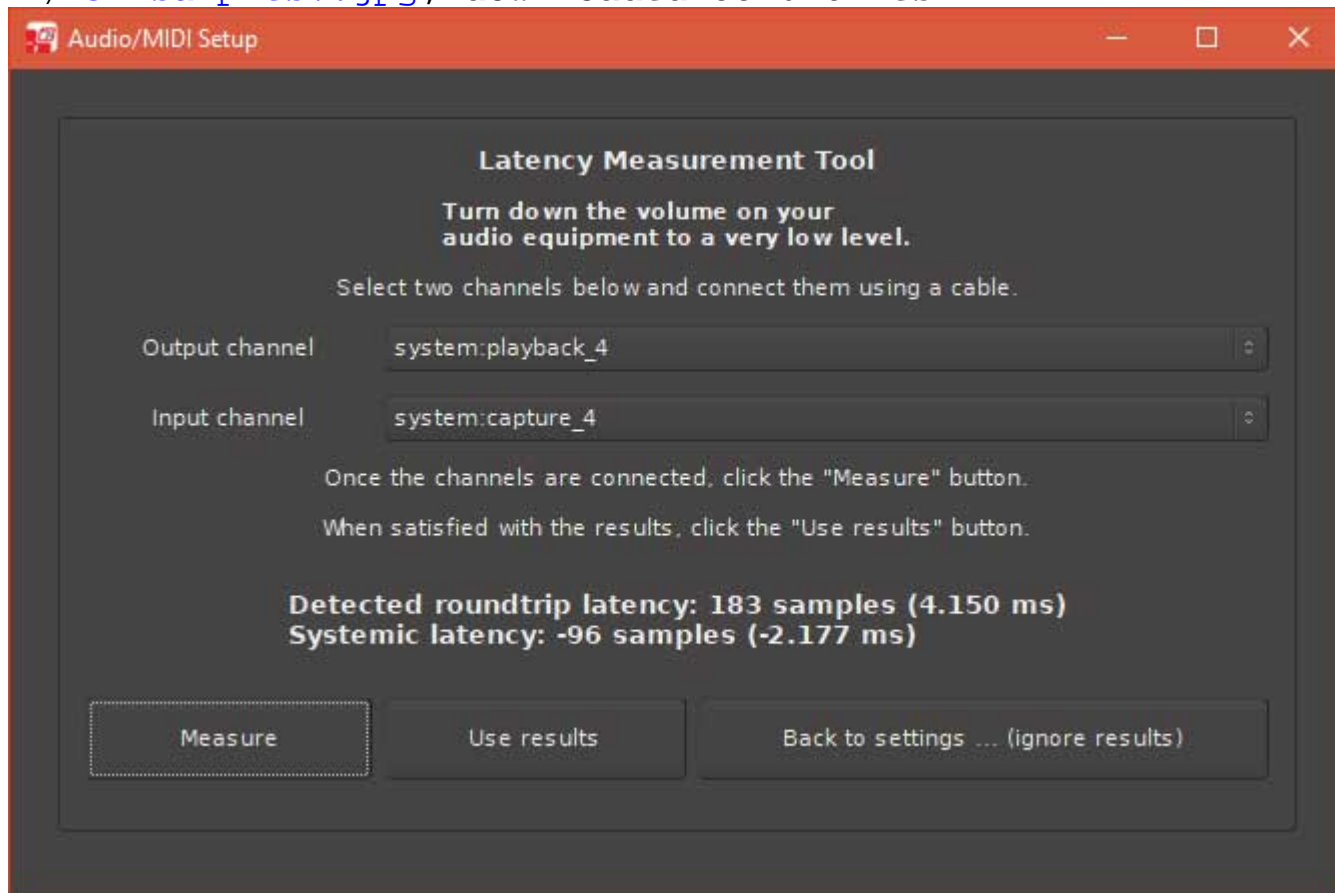 Audio/MIDI Setup
Latency Measurement Tool
Turn down the volume on your
audio equipment to a very low level.
Select two channels below and connect them using a cable.
Output channel system:playback_4
Input channel system:capture_4
Once the channels are connected, click the "Measure" button.
When satisfied with the results, click the "Use results" button.
Detected roundtrip latency: 183 samples (4.150 ms)
Systemic latency: -96 samples (-2.177 ms)
Measure Use results Back to settings ... (ignore results)